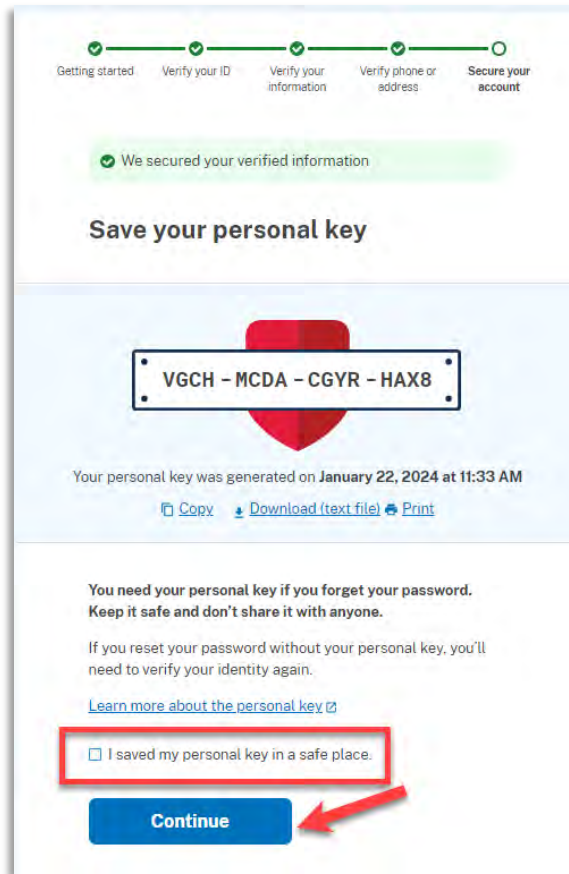 Getting started Verify your ID Verify your information Verify phone or address Secure your account
We secured your verified information
Save your personal key
VGCH - MCDA - CGYR - HAX8
Your personal key was generated on January 22, 2024 at 11:33 AM
Copy Download (text file) Print
You need your personal key if you forget your password.
Keep it safe and don't share it with anyone.
If you reset your password without your personal key, you'll
need to verify your identity again.
Learn more about the personal key
I saved my personal key in a safe place.
Continue